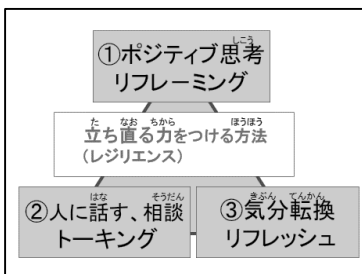 ①ポジティブ思考
リフレーミング
立ち直る力をつける方法
(レジリエンス)
②人に話す、相談
トーキング
③気分転換
リフレッシュ